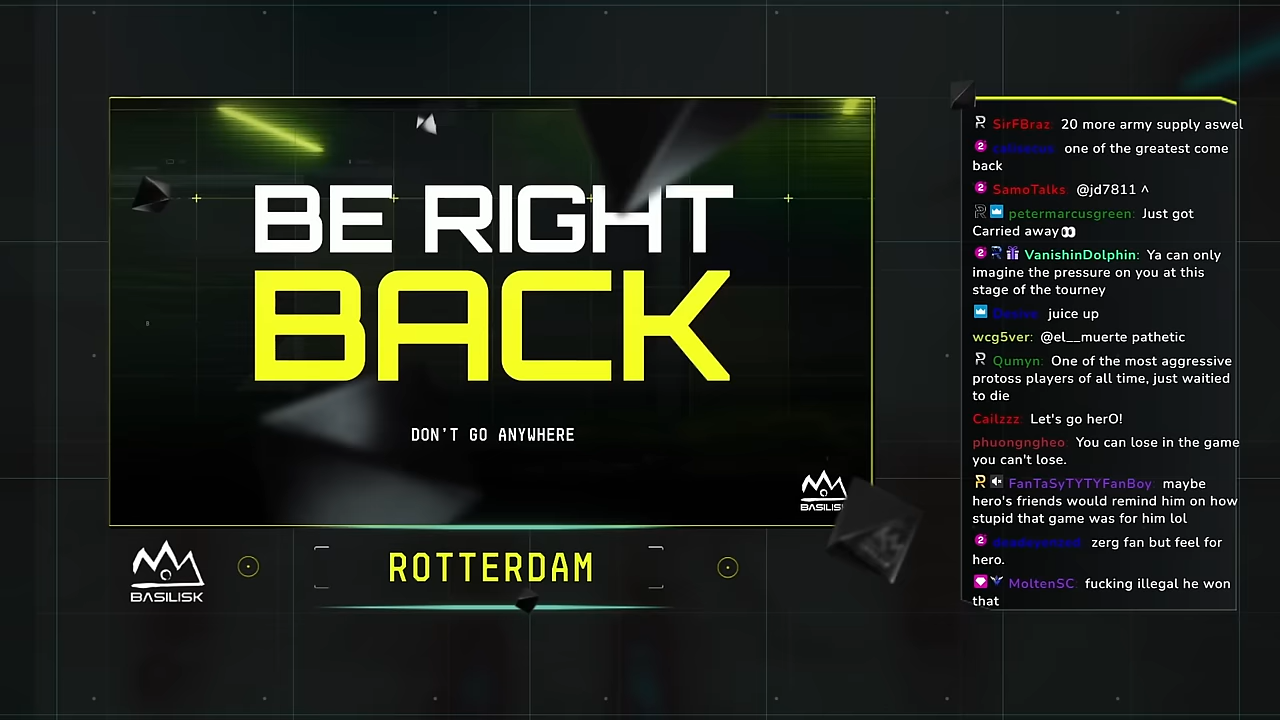 BE RIGHT
BACK
DON'T GO ANYWHERE
BASILISK
BASILISK
ROTTERDAM
SirFBraz: 20 more army supply aswel
one of the greatest come
back
SamoTalks: @jd7811 ^
petermarcusgreen: Just got
Carried away👀
VanishinDolphin: Ya can only
imagine the pressure on you at this
stage of the tourney
juice up
wcg5ver: @el__muerte pathetic
Qumyn: One of the most aggressive
protoss players of all time, just waitied
to die
Cailzzz: Let's go herO!
phuongngheo: You can lose in the game
you can't lose.
FanTaSyTYTYFanBoy: maybe
hero's friends would remind him on how
stupid that game was for him lol
zerg fan but feel for
hero.
MoltenSC: fucking illegal he won
that